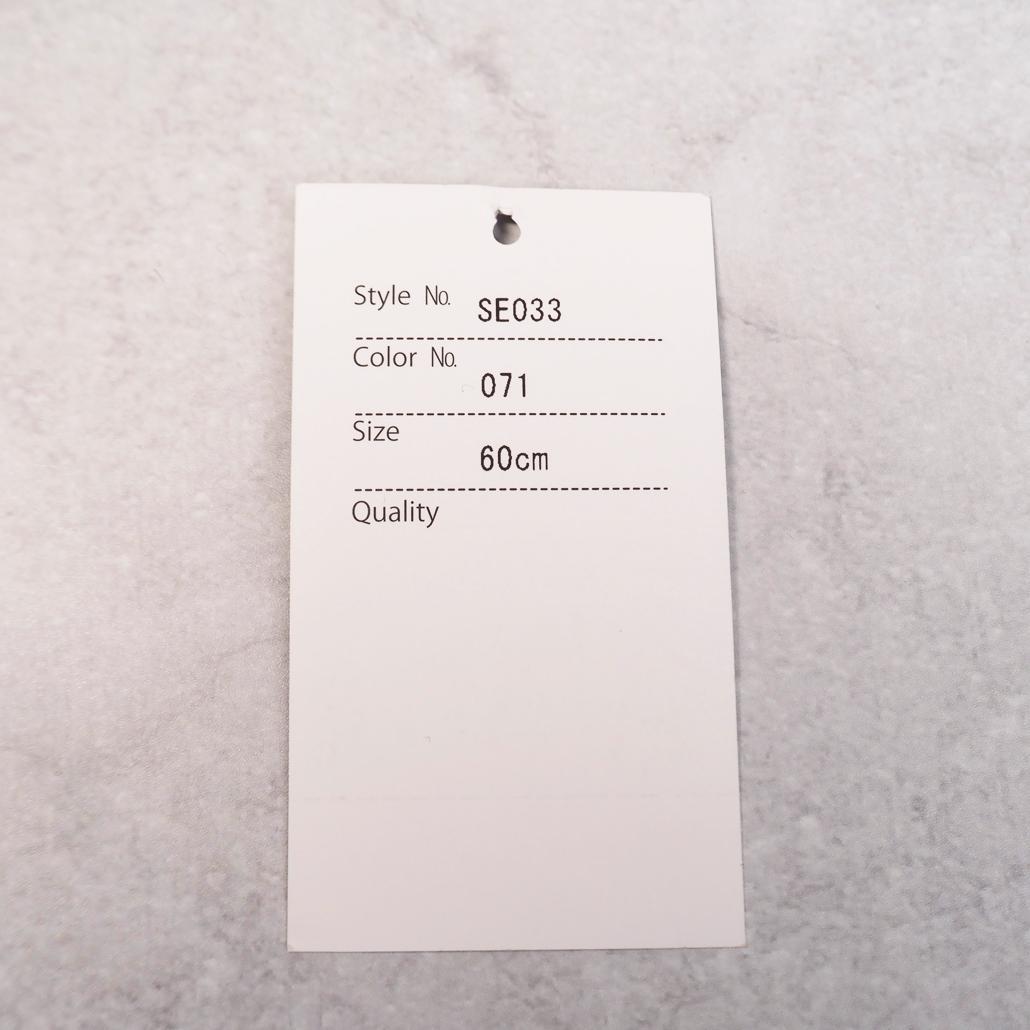 Style No. SE033
Color No.
071
Size
60cm
Quality